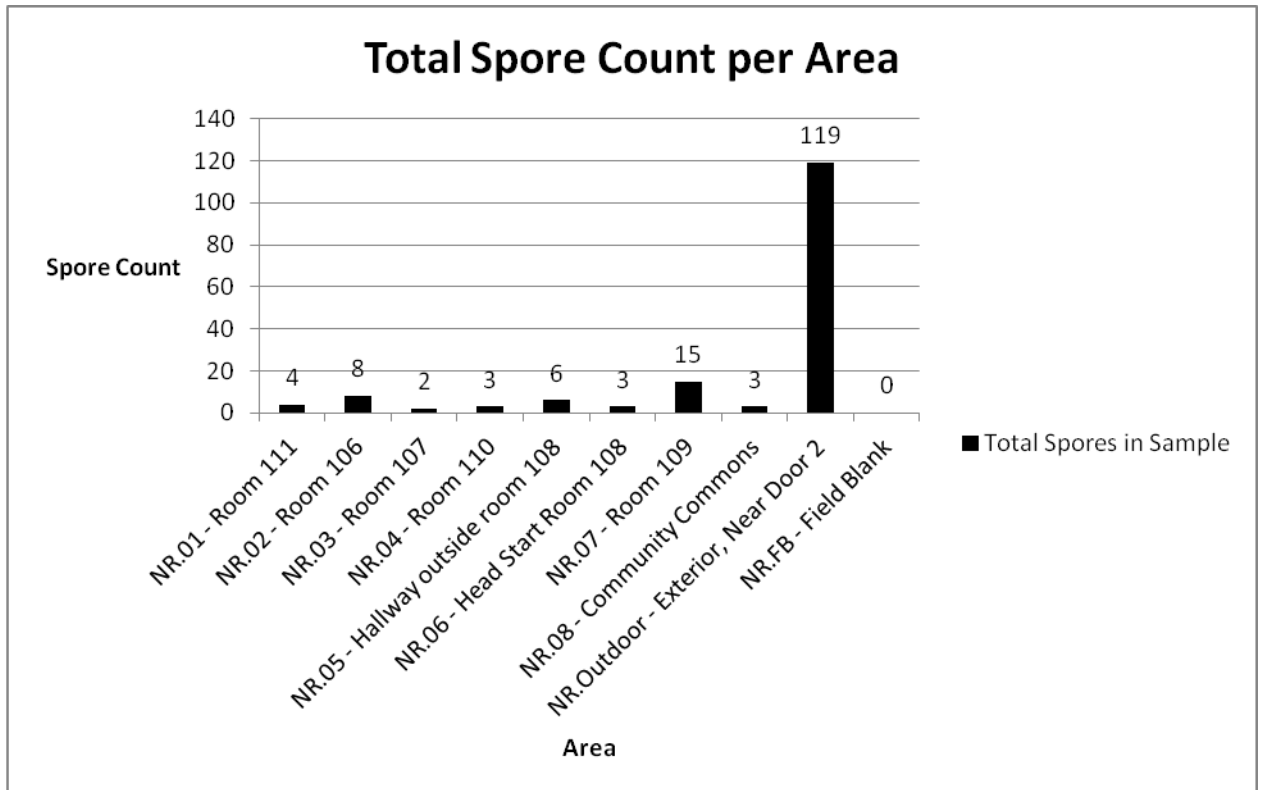 Total Spore Count per Area
Spore Count
140
120
100
80
60
40
20
0
4
8
2
3
6
3
15
3
119
0
NR.01 - Room 111
NR.02 - Room 106
NR.03 - Room 107
NR.04 - Room 110
NR.05 - Hallway outside room 108
NR.06 - Head Start Room 108
NR.07 - Room 109
NR.08 - Community Commons
NR.Outdoor - Exterior, Near Door 2
NR.FB - Field Blank
Total Spores in Sample
Area